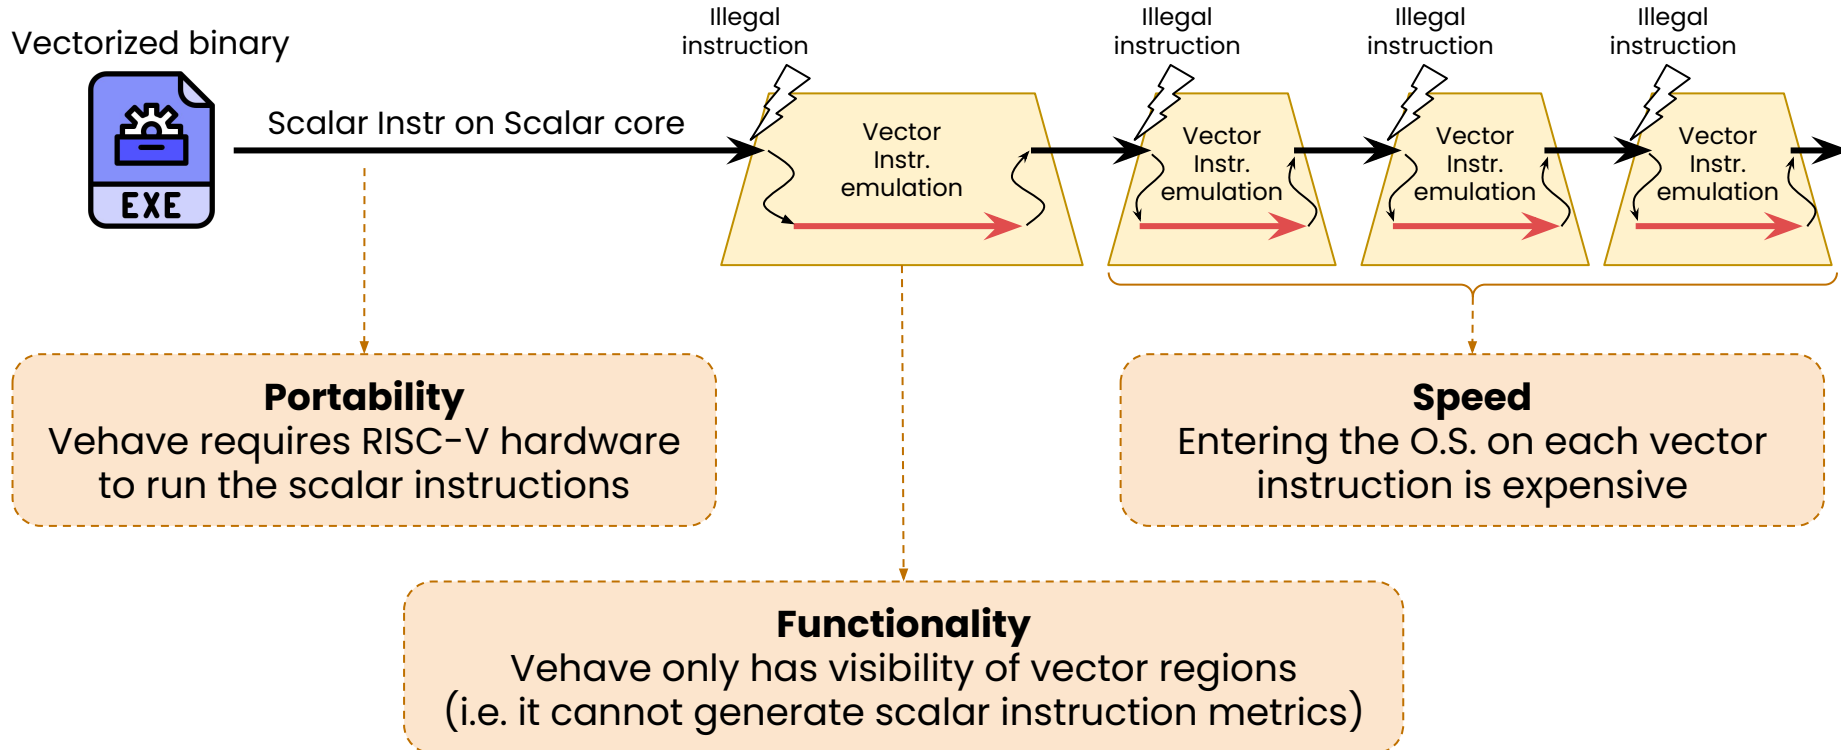 Vectorized binary
EXE
Scalar Instr on Scalar core
Illegal
instruction
Vector
Instr.
emulation
Illegal
instruction
Vector
Instr.
emulation
Illegal
instruction
Vector
Instr.
emulation
Illegal
instruction
Vector
Instr.
emulation
Portability
Vehave requires RISC-V hardware
to run the scalar instructions
Speed
Entering the O.S. on each vector
instruction is expensive
Functionality
Vehave only has visibility of vector regions
(i.e. it cannot generate scalar instruction metrics)